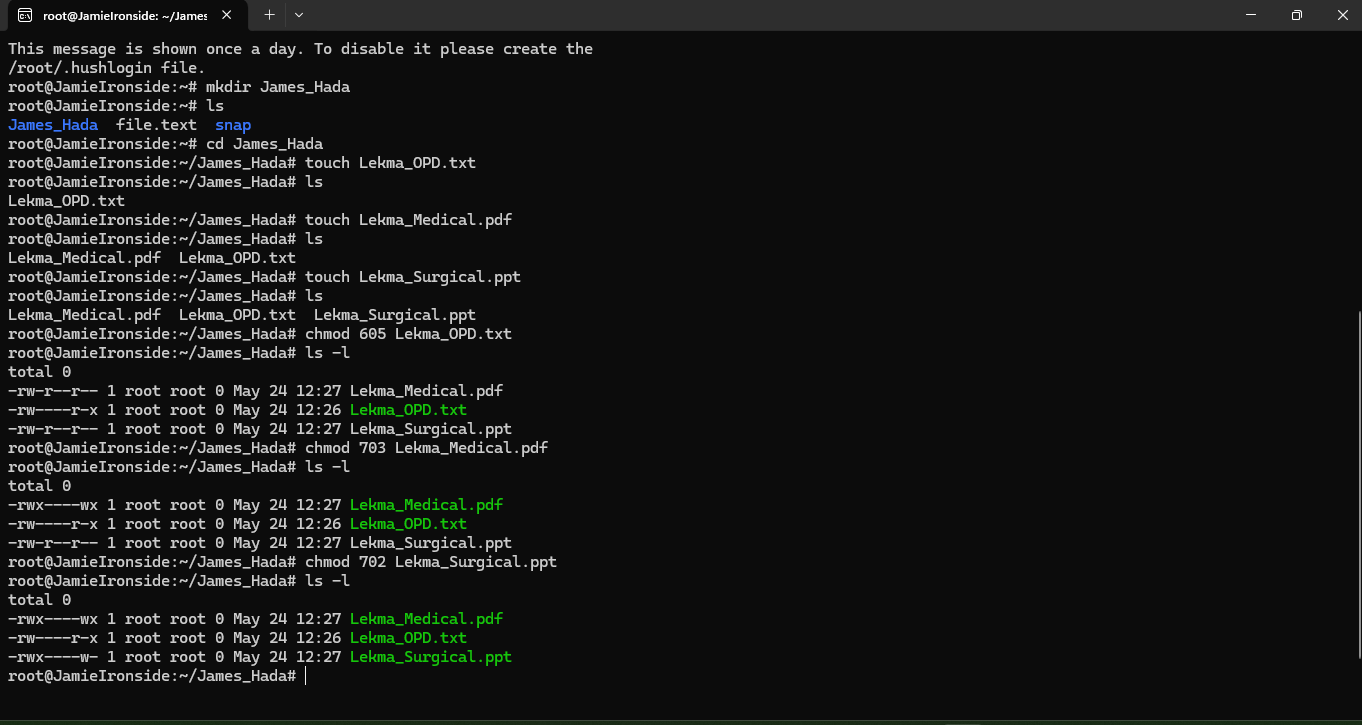 root@JamieIronside: ~/James
This message is shown once a day. To disable it please create the
/root/.hushlogin file.
root@JamieIronside:~# mkdir James_Hada
root@JamieIronside:~# ls
James_Hada  file.text  snap
root@JamieIronside:~# cd James_Hada
root@JamieIronside:~/James_Hada# touch Lekma_OPD.txt
root@JamieIronside:~/James_Hada# ls
Lekma_OPD.txt
root@JamieIronside:~/James_Hada# touch Lekma_Medical.pdf
root@JamieIronside:~/James_Hada# ls
Lekma_Medical.pdf  Lekma_OPD.txt
root@JamieIronside:~/James_Hada# touch Lekma_Surgical.ppt
root@JamieIronside:~/James_Hada# ls
Lekma_Medical.pdf  Lekma_OPD.txt  Lekma_Surgical.ppt
root@JamieIronside:~/James_Hada# chmod 605 Lekma_OPD.txt
root@JamieIronside:~/James_Hada# ls -l
total 0
-rw-r--r-- 1 root root 0 May 24 12:27 Lekma_Medical.pdf
-rw----r-x 1 root root 0 May 24 12:26 Lekma_OPD.txt
-rw-r--r-- 1 root root 0 May 24 12:27 Lekma_Surgical.ppt
root@JamieIronside:~/James_Hada# chmod 703 Lekma_Medical.pdf
root@JamieIronside:~/James_Hada# ls -l
total 0
-rwx----wx 1 root root 0 May 24 12:27 Lekma_Medical.pdf
-rw----r-x 1 root root 0 May 24 12:26 Lekma_OPD.txt
-rw-r--r-- 1 root root 0 May 24 12:27 Lekma_Surgical.ppt
root@JamieIronside:~/James_Hada# chmod 702 Lekma_Surgical.ppt
root@JamieIronside:~/James_Hada# ls -l
total 0
-rwx----wx 1 root root 0 May 24 12:27 Lekma_Medical.pdf
-rw----r-x 1 root root 0 May 24 12:26 Lekma_OPD.txt
-rwx----w- 1 root root 0 May 24 12:27 Lekma_Surgical.ppt
root@JamieIronside:~/James_Hada#